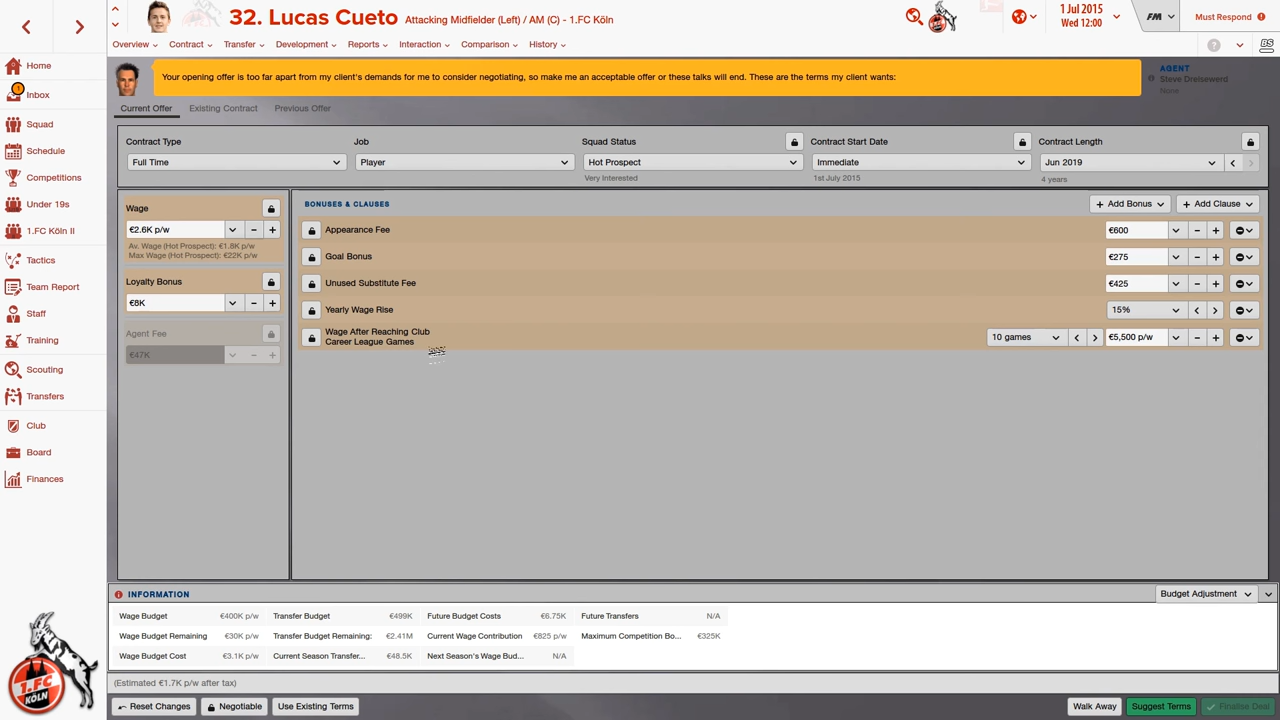 32. Lucas Cueto Attacking Midfielder (Left) / AM (C) - 1.FC Köln
1 Jul 2015
Wed 12:00
FM
Must Respond
Overview Contract Transfer Development Reports Interaction Comparison History
BS
Your opening offer is too far apart from my client's demands for me to consider negotiating, so make me an acceptable offer or these talks will end. These are the terms my client wants:
AGENT
Steve Dreisewerd
None
Current Offer Existing Contract Previous Offer
Contract Type Job Squad Status Contract Start Date Contract Length
Full Time Player Hot Prospect Immediate Jun 2019
Very Interested 1st July 2015 4 years
Home
Inbox
Squad
Schedule
Competitions
Under 19s
1.FC Köln II
Tactics
Team Report
Staff
Training
Scouting
Transfers
Club
Board
Finances
1.FC
KÖLN
Wage
€2.6K p/w
Av. Wage (Hot Prospect): €1.8K p/w
Max Wage (Hot Prospect): €22K p/w
Loyalty Bonus
€8K
Agent Fee
€47K
BONUSES & CLAUSES
Add Bonus Add Clause
Appearance Fee €600
Goal Bonus €275
Unused Substitute Fee €425
Yearly Wage Rise 15%
Wage After Reaching Club
Career League Games 10 games €5,500 p/w
INFORMATION
Budget Adjustment
Wage Budget €400K p/w Transfer Budget €499K Future Budget Costs €6.75K Future Transfers N/A
Wage Budget Remaining €30K p/w Transfer Budget Remaining: €2.41M Current Wage Contribution €825 p/w Maximum Competition Bo... €325K
Wage Budget Cost €3.1K p/w Current Season Transfer... €48.5K Next Season's Wage Bud... N/A
(Estimated €1.7K p/w after tax)
Reset Changes Negotiable Use Existing Terms Walk Away Suggest Terms Finalise Deal